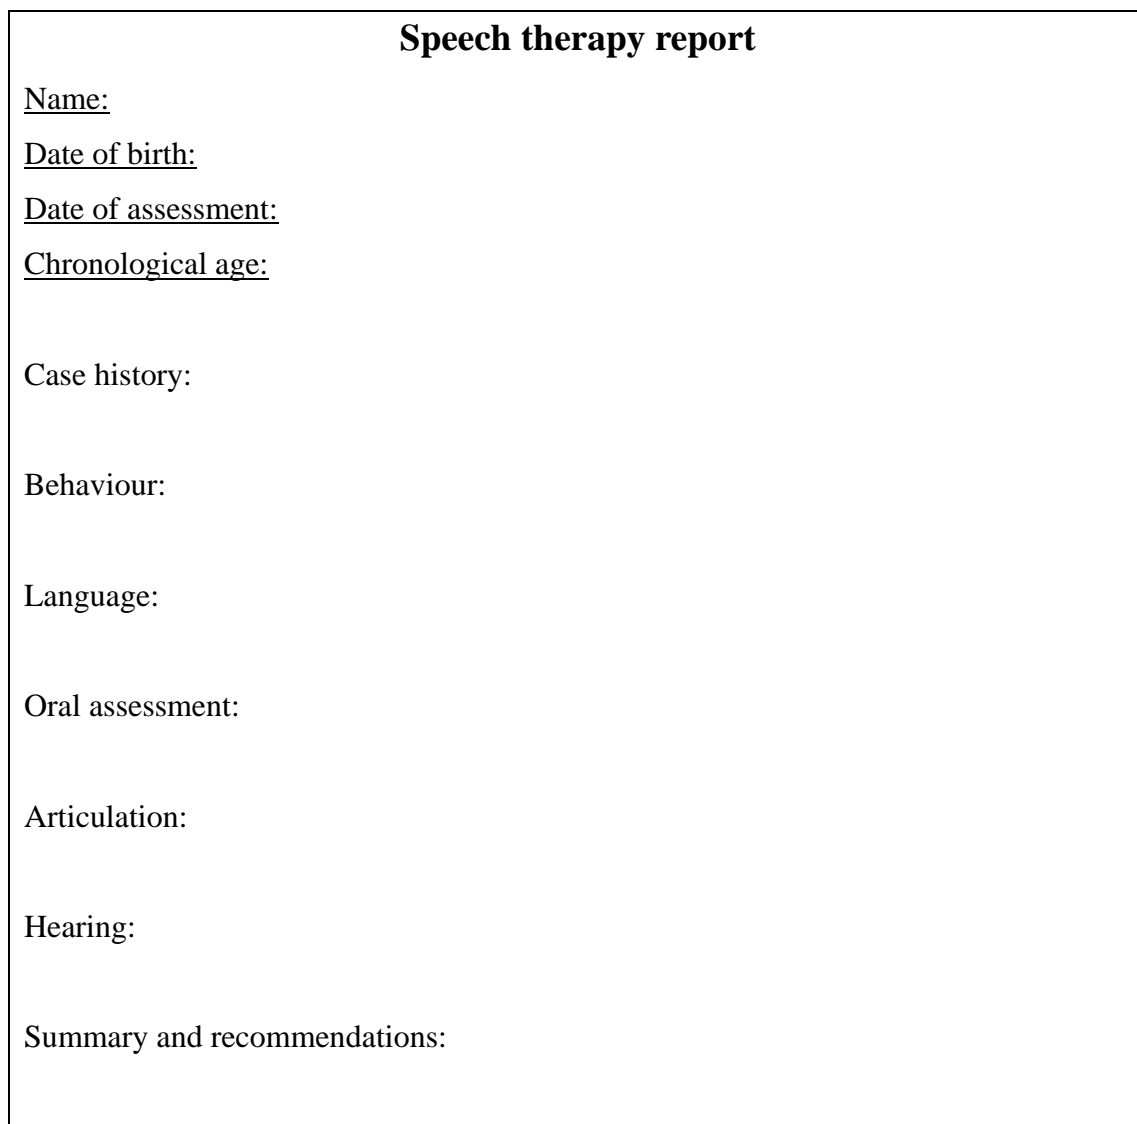 Speech therapy report
Name:
Date of birth:
Date of assessment:
Chronological age:
Case history:
Behaviour:
Language:
Oral assessment:
Articulation:
Hearing:
Summary and recommendations: